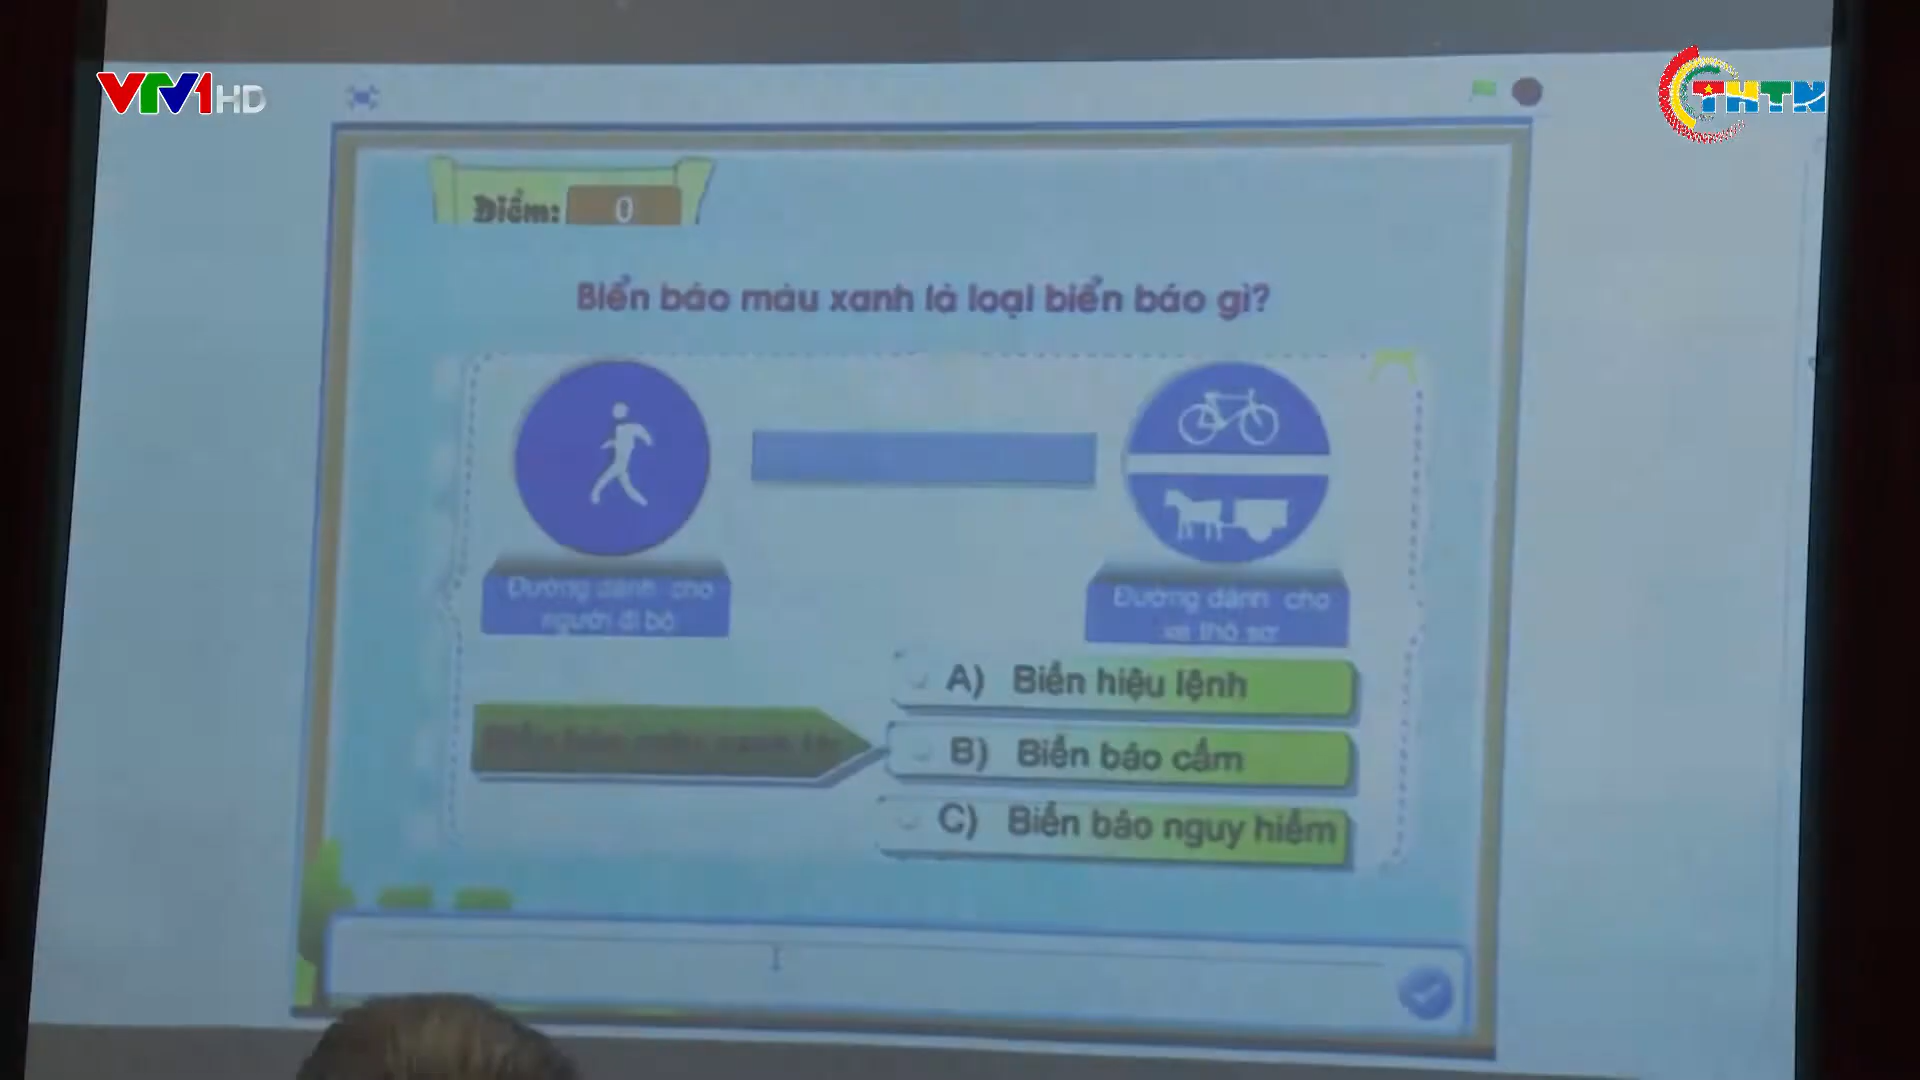 VTV1HD
THTN
Điểm: 0
Biển báo màu xanh là loại biển báo gì?
Đường dành cho
người đi bộ
Đường dành cho
xe thô sơ
A) Biển hiệu lệnh
B) Biển báo cấm
C) Biển báo nguy hiểm